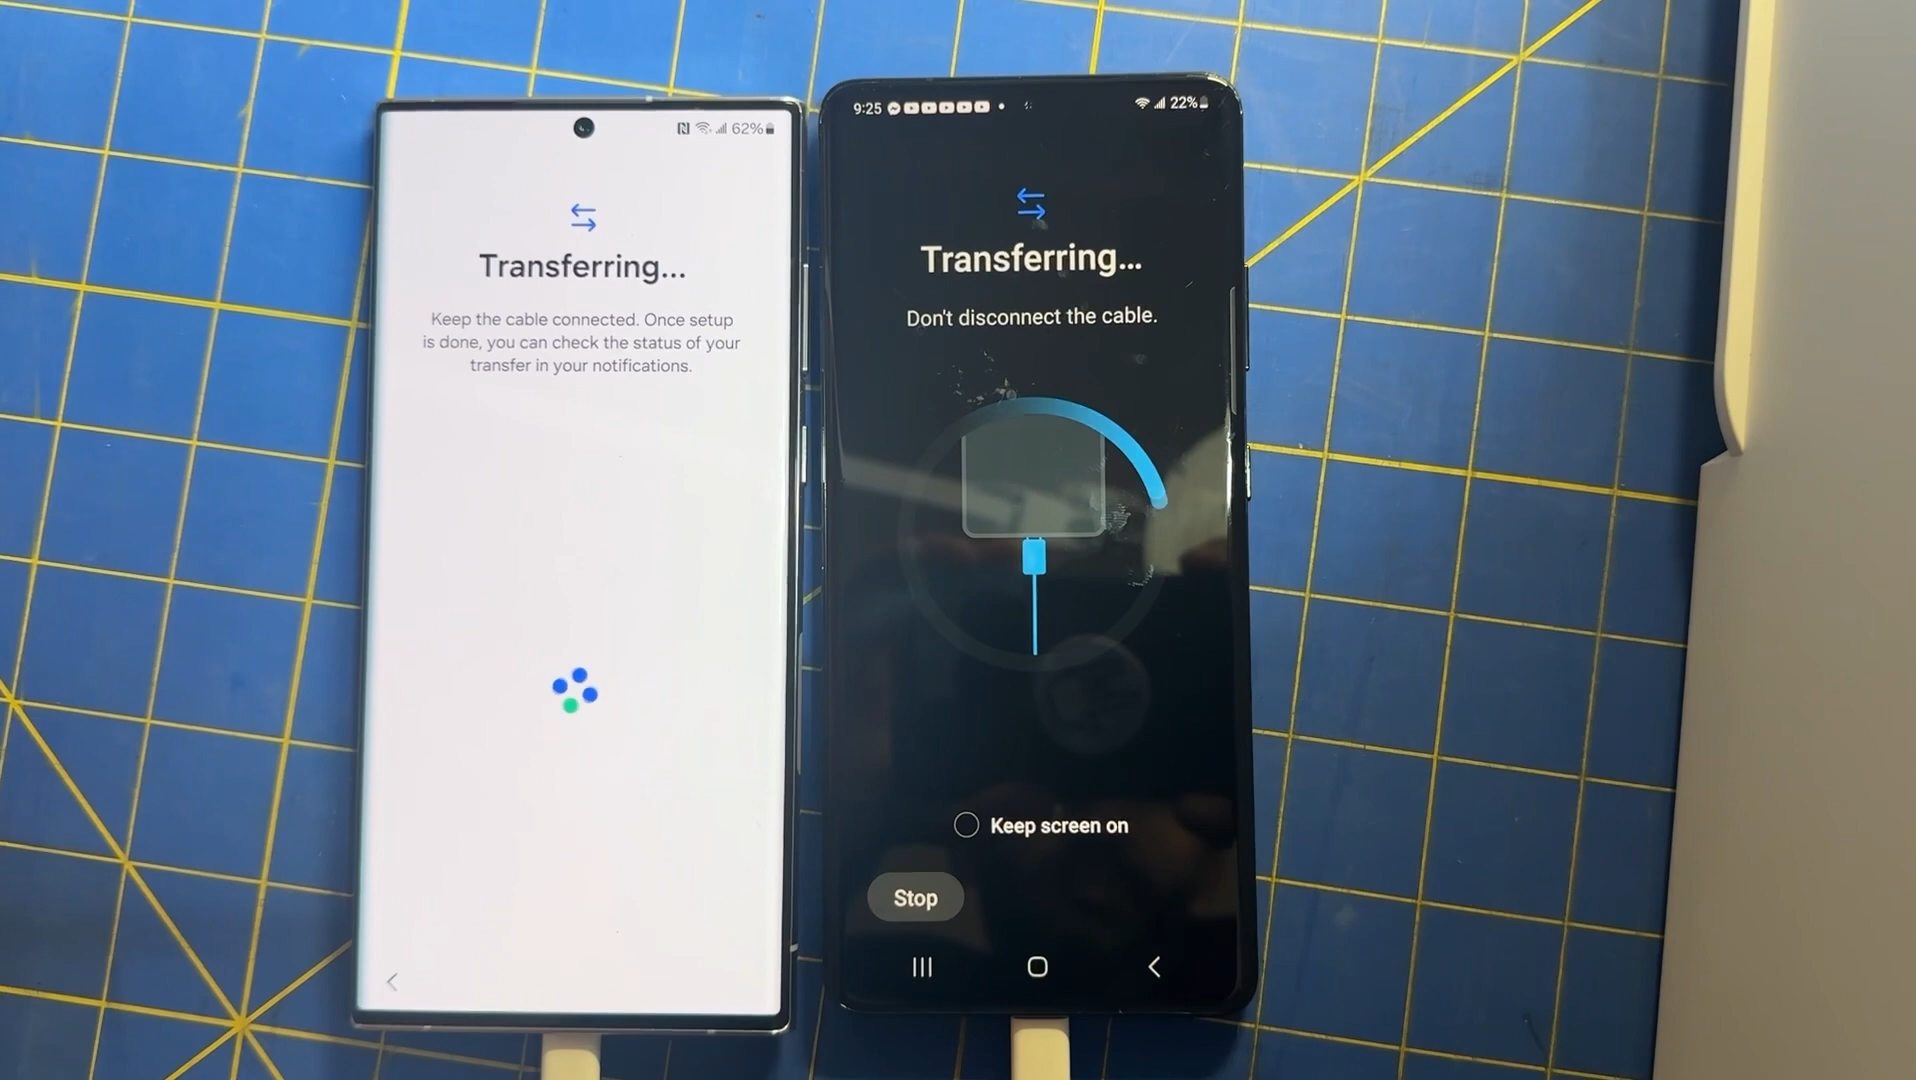 62%
Transferring...
Keep the cable connected. Once setup
is done, you can check the status of your
transfer in your notifications.
9:25
22%
Transferring...
Don't disconnect the cable.
Keep screen on
Stop